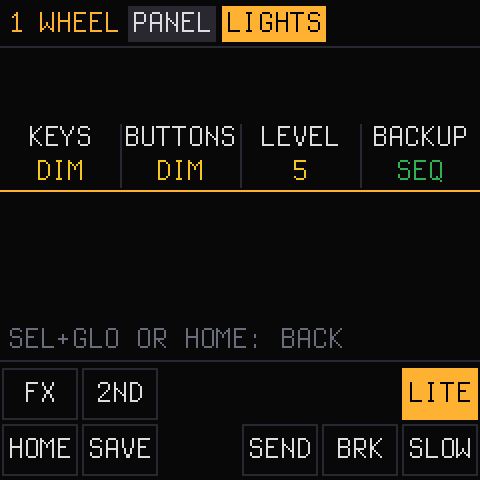 1 WHEEL PANEL LIGHTS
KEYS BUTTONS LEVEL BACKUP
DIM DIM 5 SEQ
SEL+GLO OR HOME: BACK
FX 2ND LITE
HOME SAVE SEND BRK SLOW